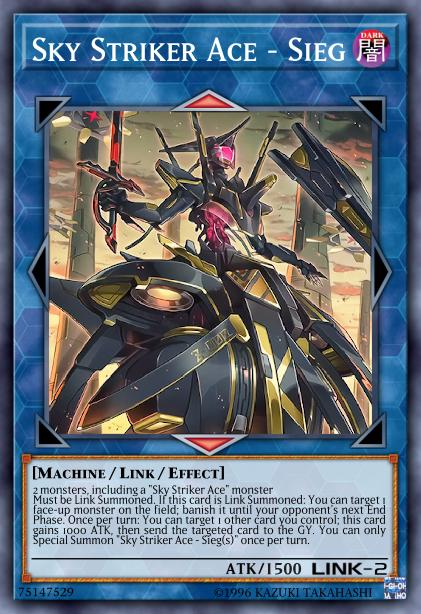 Sky Striker Ace - Sieg
DARK
闇
[Machine / Link / Effect]
2 monsters, including a "Sky Striker Ace" monster
Must be Link Summoned. If this card is Link Summoned: You can target 1
face-up monster on the field; banish it until your opponent's next End
Phase. Once per turn: You can target 1 other card you control; this card
gains 1000 ATK, then send the targeted card to the GY. You can only
Special Summon "Sky Striker Ace - Sieg(s)" once per turn.
ATK/1500 LINK-2
75147529
©1996 KAZUKI TAKAHASHI